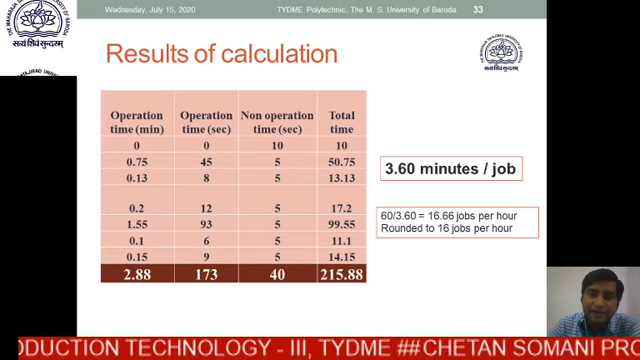 Wednesday, July 15, 2020
TYDME Polytechnic, The M. S. University of Baroda
33
Results of calculation
सत्यं शिवं सुन्दरम्
सत्यं शिवं सुन्दरम्
Operation time (min) Operation time (sec) Non operation time (sec) Total time
0 0 10 10
0.75 45 5 50.75
0.13 8 5 13.13
0.2 12 5 17.2
1.55 93 5 99.55
0.1 6 5 11.1
0.15 9 5 14.15
2.88 173 40 215.88
3.60 minutes / job
60/3.60 = 16.66 jobs per hour
Rounded to 16 jobs per hour
ODUCTION TECHNOLOGY - III, TYDME ## CHETAN SOMANI PRO